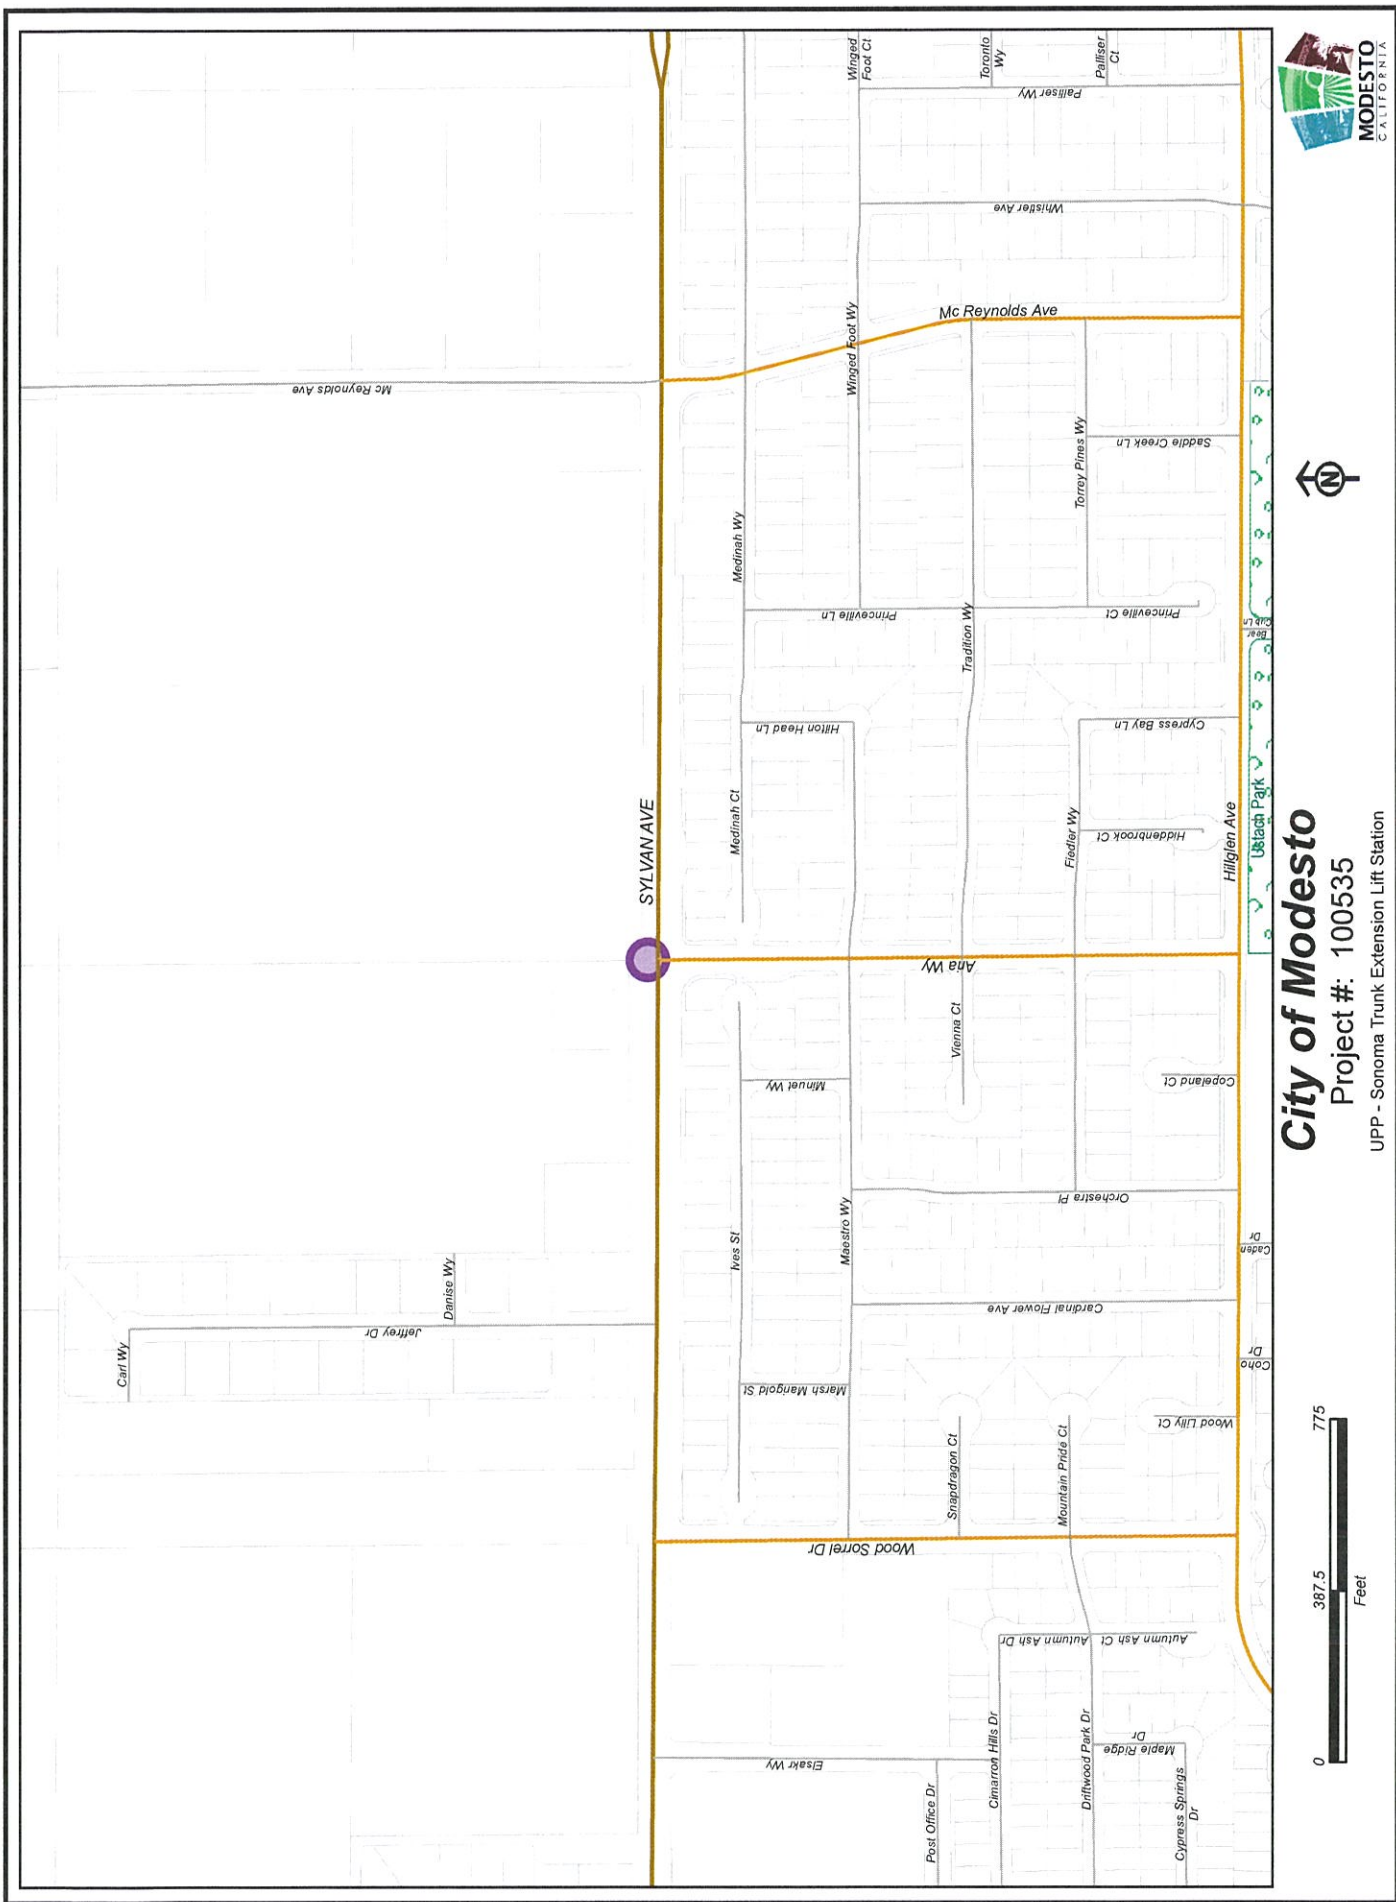 Carl Wy
Jeffrey Dr
Danise Wy
Mc Reynolds Ave
SYLVAN AVE
Elsakr Wy
Ives St
Medinah Ct
Medinah Wy
Marsh Marigold St
Minuet Wy
Hilton Head Ln
Wood Sorrel Dr
Maestro Wy
Princeville Ln
Winged Foot Wy
Winged
Foot Ct
Post Office Dr
Snapdragon Ct
Vienna Ct
Aria Wy
Tradition Wy
Mc Reynolds Ave
Whistler Ave
Palliser Wy
Toronto
Wy
Cimarron Hills Dr
Autumn Ash Dr
Cardinal Flower Ave
Orchestra Pl
Mountain Pride Ct
Fiedler Wy
Torrey Pines Wy
Palliser
Ct
Driftwood Park Dr
Autumn Ash Ct
Maple Ridge
Dr
Hiddenbrook Ct
Cypress Bay Ln
Princeville Ct
Saddle Creek Ln
Cypress Springs
Dr
Wood Lilly Ct
Copeland Ct
Hillglen Ave
Coho
Dr
Caden
Dr
Ustach Park
Bear
Cub Ln
0 387.5 775
Feet
City of Modesto
Project #: 100535
UPP - Sonoma Trunk Extension Lift Station
N
MODESTO
CALIFORNIA